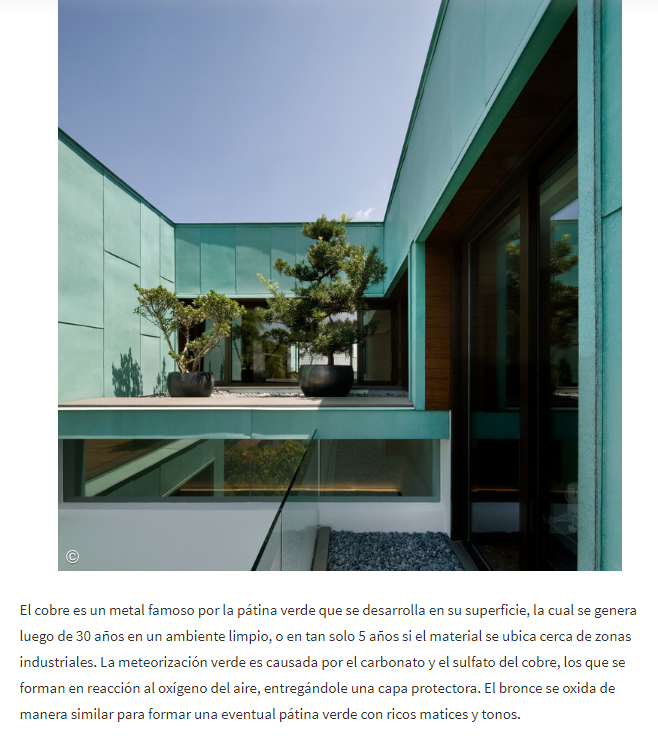 ©
El cobre es un metal famoso por la pátina verde que se desarrolla en su superficie, la cual se genera
luego de 30 años en un ambiente limpio, o en tan solo 5 años si el material se ubica cerca de zonas
industriales. La meteorización verde es causada por el carbonato y el sulfato del cobre, los que se
forman en reacción al oxígeno del aire, entregándole una capa protectora. El bronce se oxida de
manera similar para formar una eventual pátina verde con ricos matices y tonos.